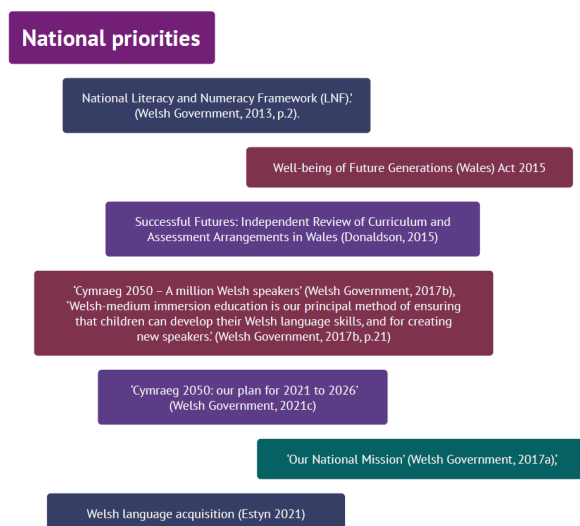 National priorities
National Literacy and Numeracy Framework (LNF).'
(Welsh Government, 2013, p.2).
Well-being of Future Generations (Wales) Act 2015
Successful Futures: Independent Review of Curriculum and
Assessment Arrangements in Wales (Donaldson, 2015)
'Cymraeg 2050 – A million Welsh speakers' (Welsh Government, 2017b),
'Welsh-medium immersion education is our principal method of ensuring
that children can develop their Welsh language skills, and for creating
new speakers.' (Welsh Government, 2017b, p.21)
'Cymraeg 2050: our plan for 2021 to 2026'
(Welsh Government, 2021c)
'Our National Mission' (Welsh Government, 2017a),'
Welsh language acquisition (Estyn 2021)